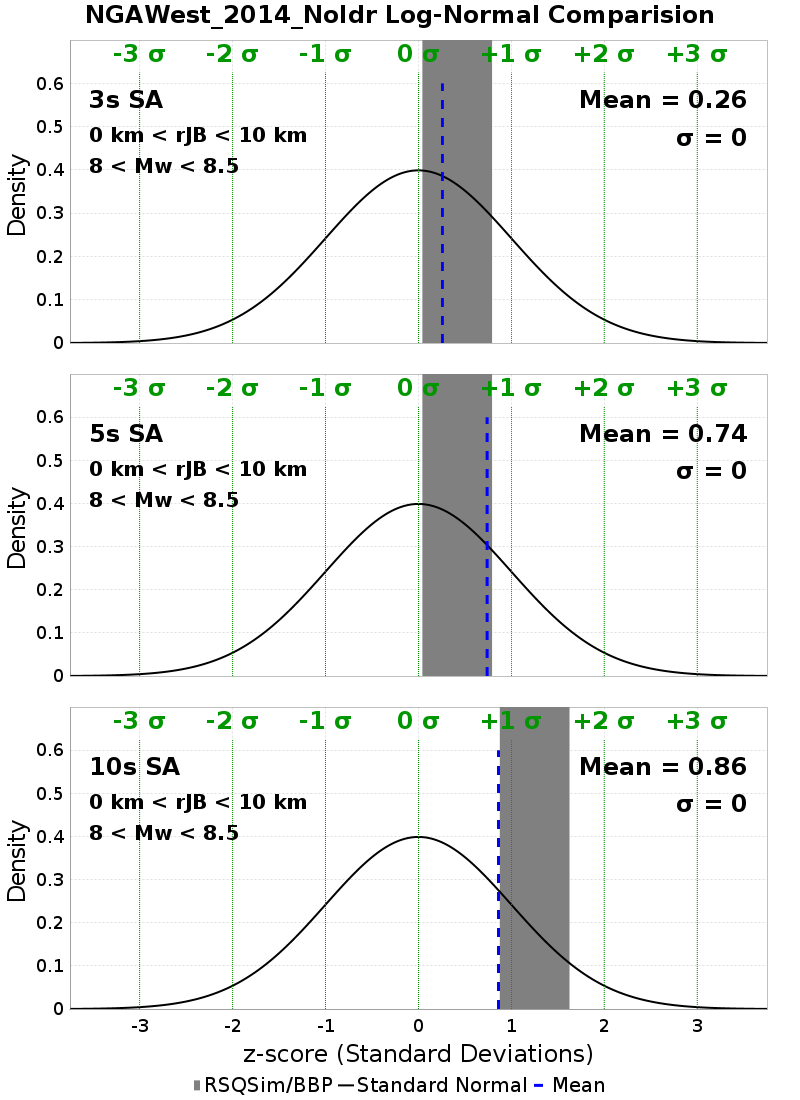 NGAWest_2014_NoIdr Log-Normal Comparision
-3 σ -2 σ -1 σ 0 σ +1 σ +2 σ +3 σ
3s SA
Mean = 0.26
0 km < rJB < 10 km
σ = 0
8 < Mw < 8.5
Density
0.6
0.5
0.4
0.3
0.2
0.1
0
-3 σ -2 σ -1 σ 0 σ +1 σ +2 σ +3 σ
5s SA
Mean = 0.74
0 km < rJB < 10 km
σ = 0
8 < Mw < 8.5
Density
0.6
0.5
0.4
0.3
0.2
0.1
0
-3 σ -2 σ -1 σ 0 σ +1 σ +2 σ +3 σ
10s SA
Mean = 0.86
0 km < rJB < 10 km
σ = 0
8 < Mw < 8.5
Density
0.6
0.5
0.4
0.3
0.2
0.1
0
-3 -2 -1 0 1 2 3
z-score (Standard Deviations)
RSQSim/BBP Standard Normal Mean